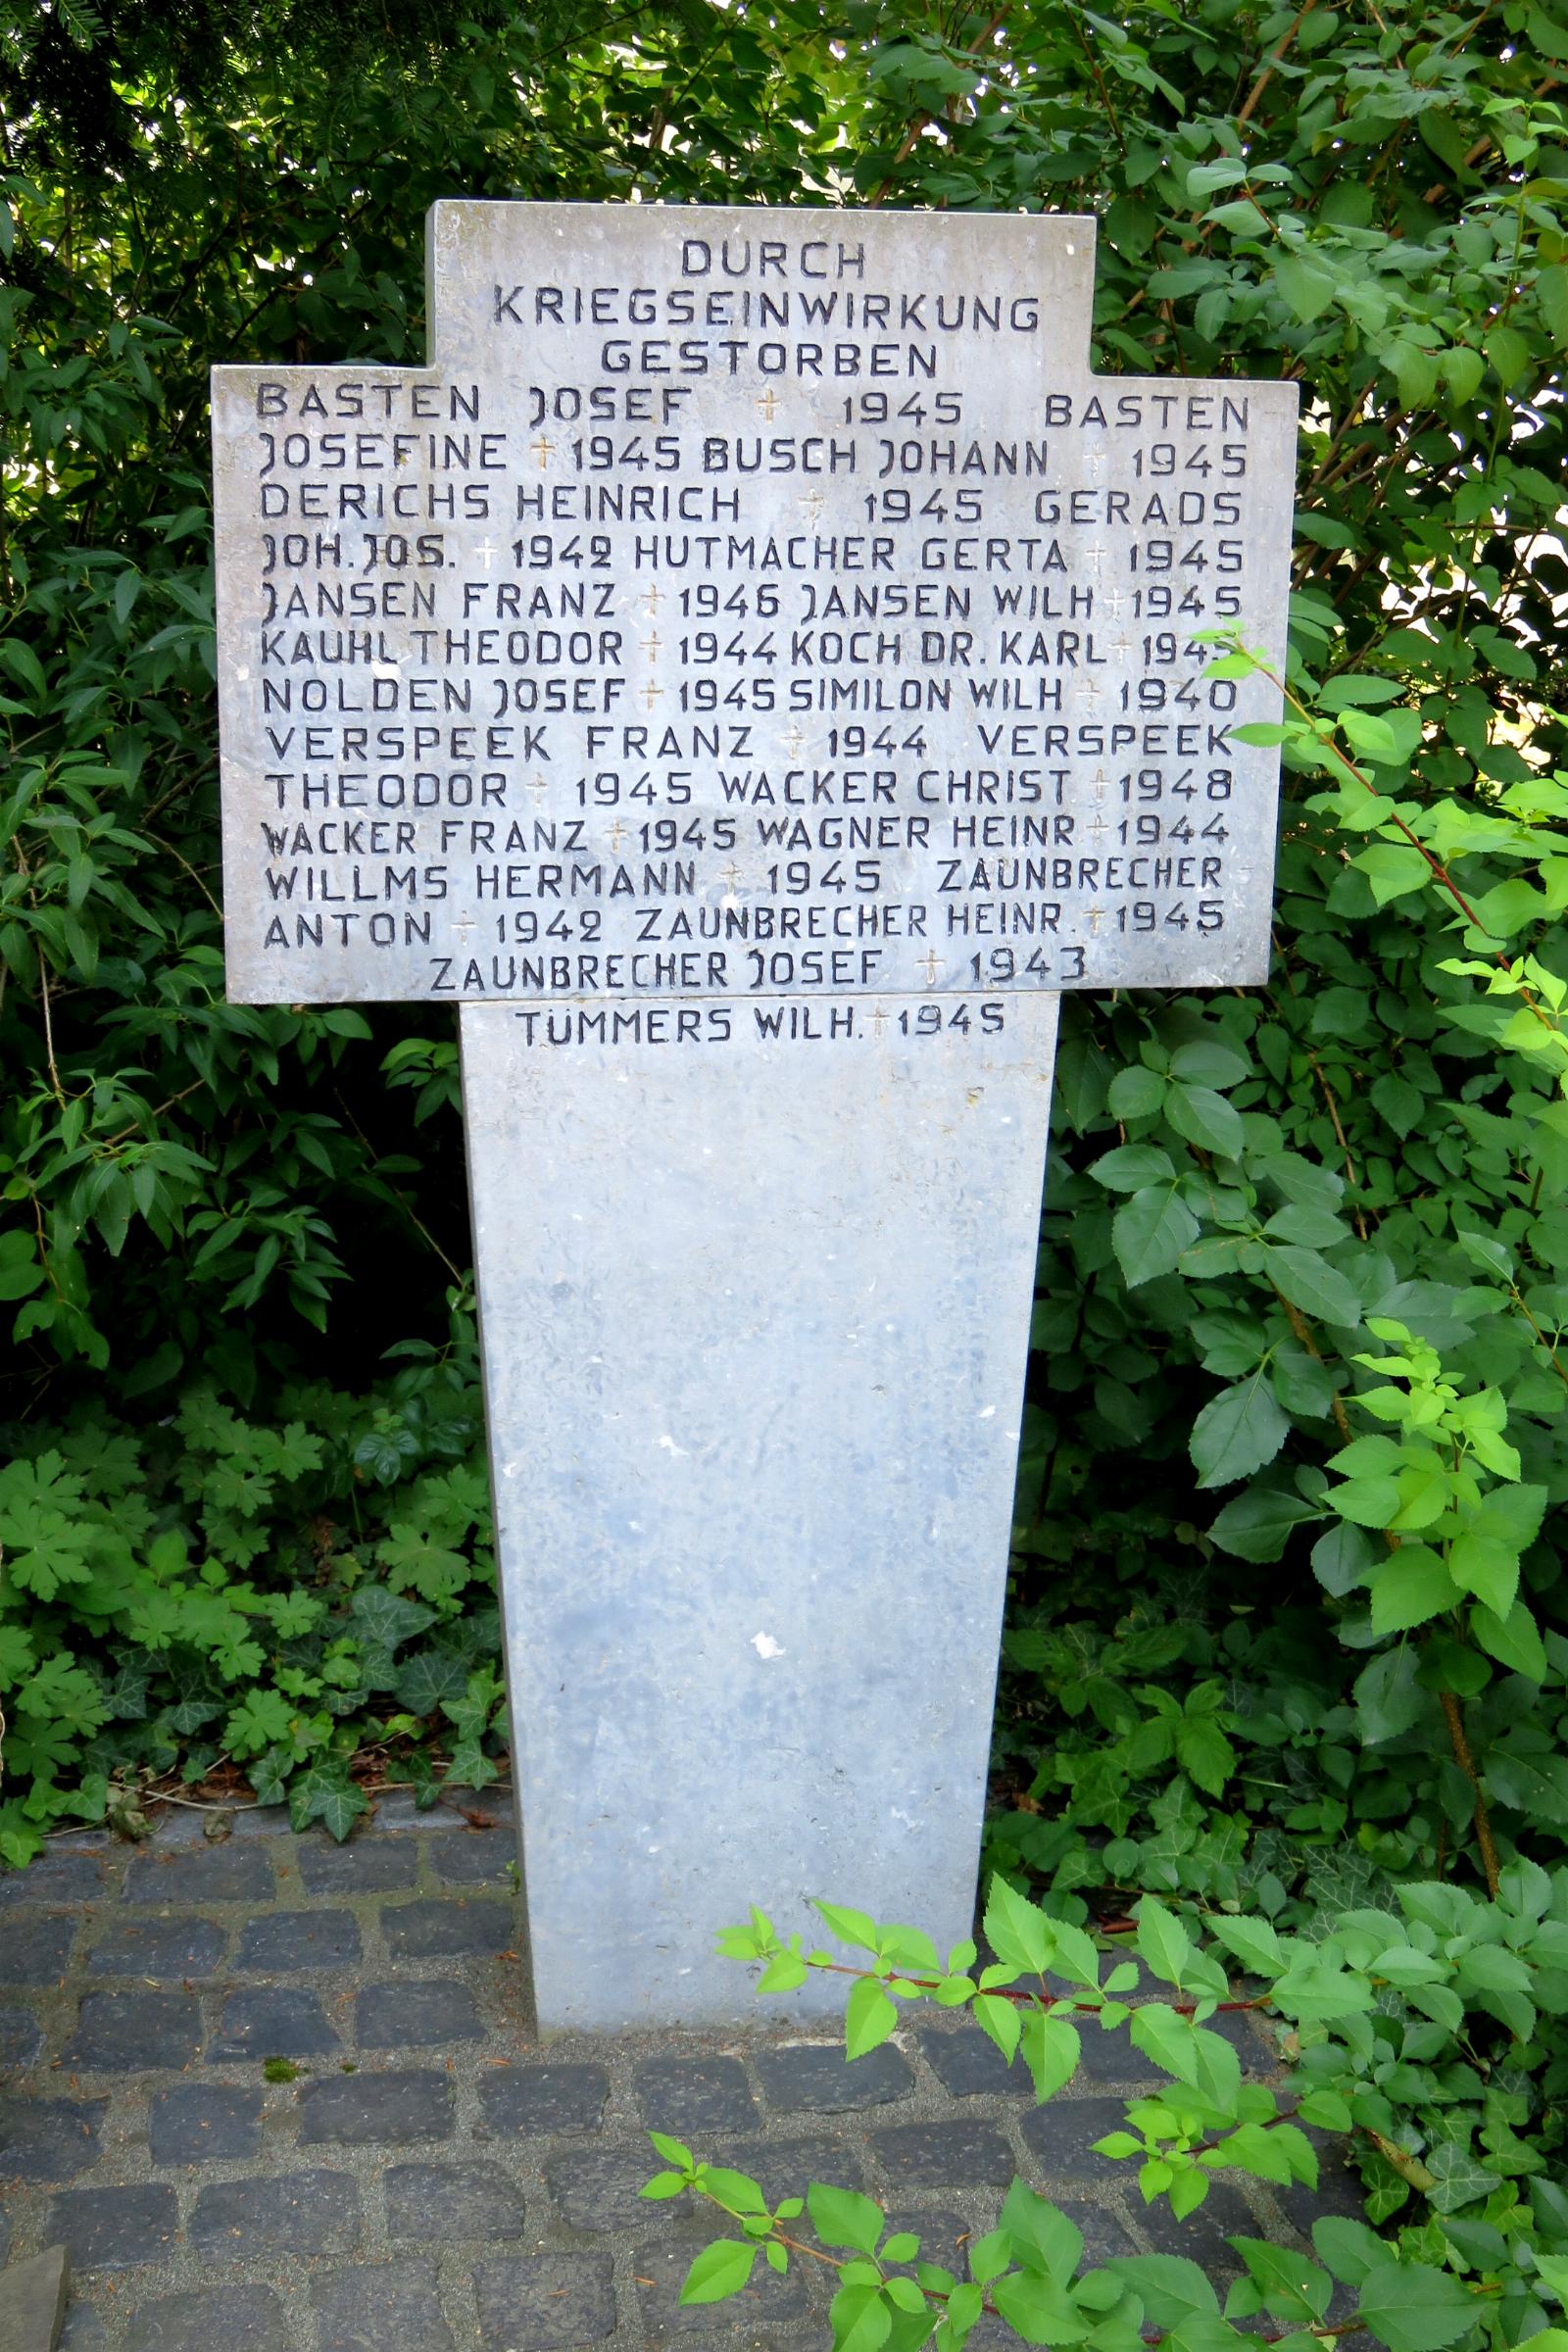 DURCH
KRIEGSEINWIRKUNG
GESTORBEN
BASTEN JOSEF † 1945 BASTEN
JOSEFINE † 1945 BUSCH JOHANN † 1945
DERICHS HEINRICH † 1945 GERADS
JOH. JOS. † 1942 HUTMACHER GERTA † 1945
JANSEN FRANZ † 1946 JANSEN WILH † 1945
KAUHL THEODOR † 1944 KOCH DR. KARL † 1945
NOLDEN JOSEF † 1945 SIMILON WILH † 1940
VERSPEEK FRANZ † 1944 VERSPEEK
THEODOR † 1945 WACKER CHRIST † 1948
WACKER FRANZ † 1945 WAGNER HEINR † 1944
WILLMS HERMANN † 1945 ZAUNBRECHER
ANTON † 1942 ZAUNBRECHER HEINR. † 1945
ZAUNBRECHER JOSEF † 1943
TÜMMERS WILH. † 1945